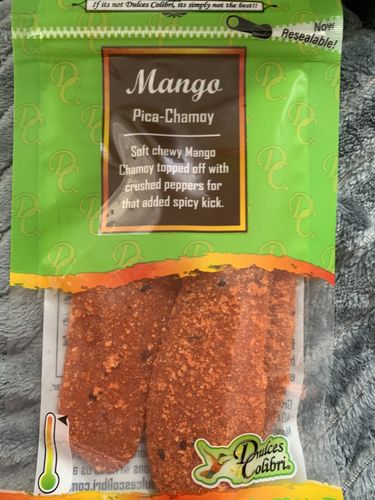 If its not Dulces Colibri, its simply not the best!!
Now
Resealable!
Mango
Pica-Chamoy
Soft chewy Mango
Chamoy topped off with
crushed peppers for
that added spicy kick.
Dulces
Colibri